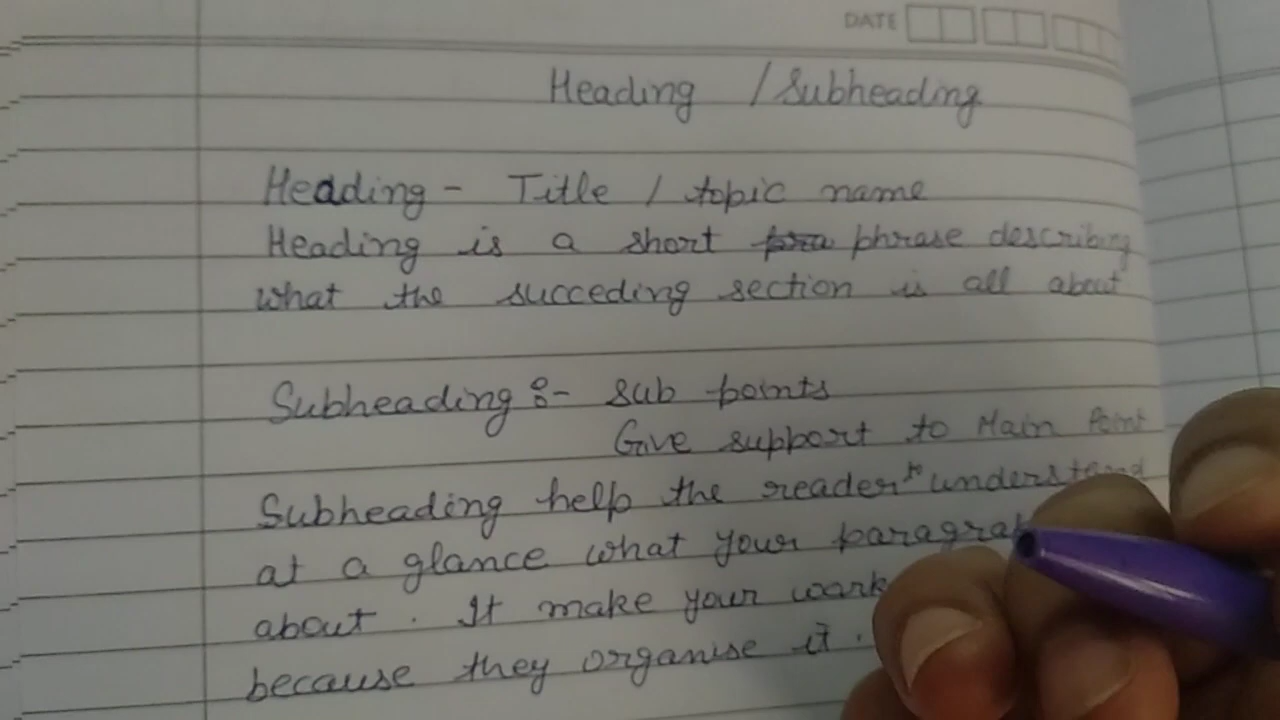 DATE
Heading / Subheading
Heading - Title / topic name
Heading is a short phrase describing
what the succeding section is all about
Subheading :- Sub points
Give support to Main Point
Subheading help the reader to understand
at a glance what your
about. It make your work
because they organise it.